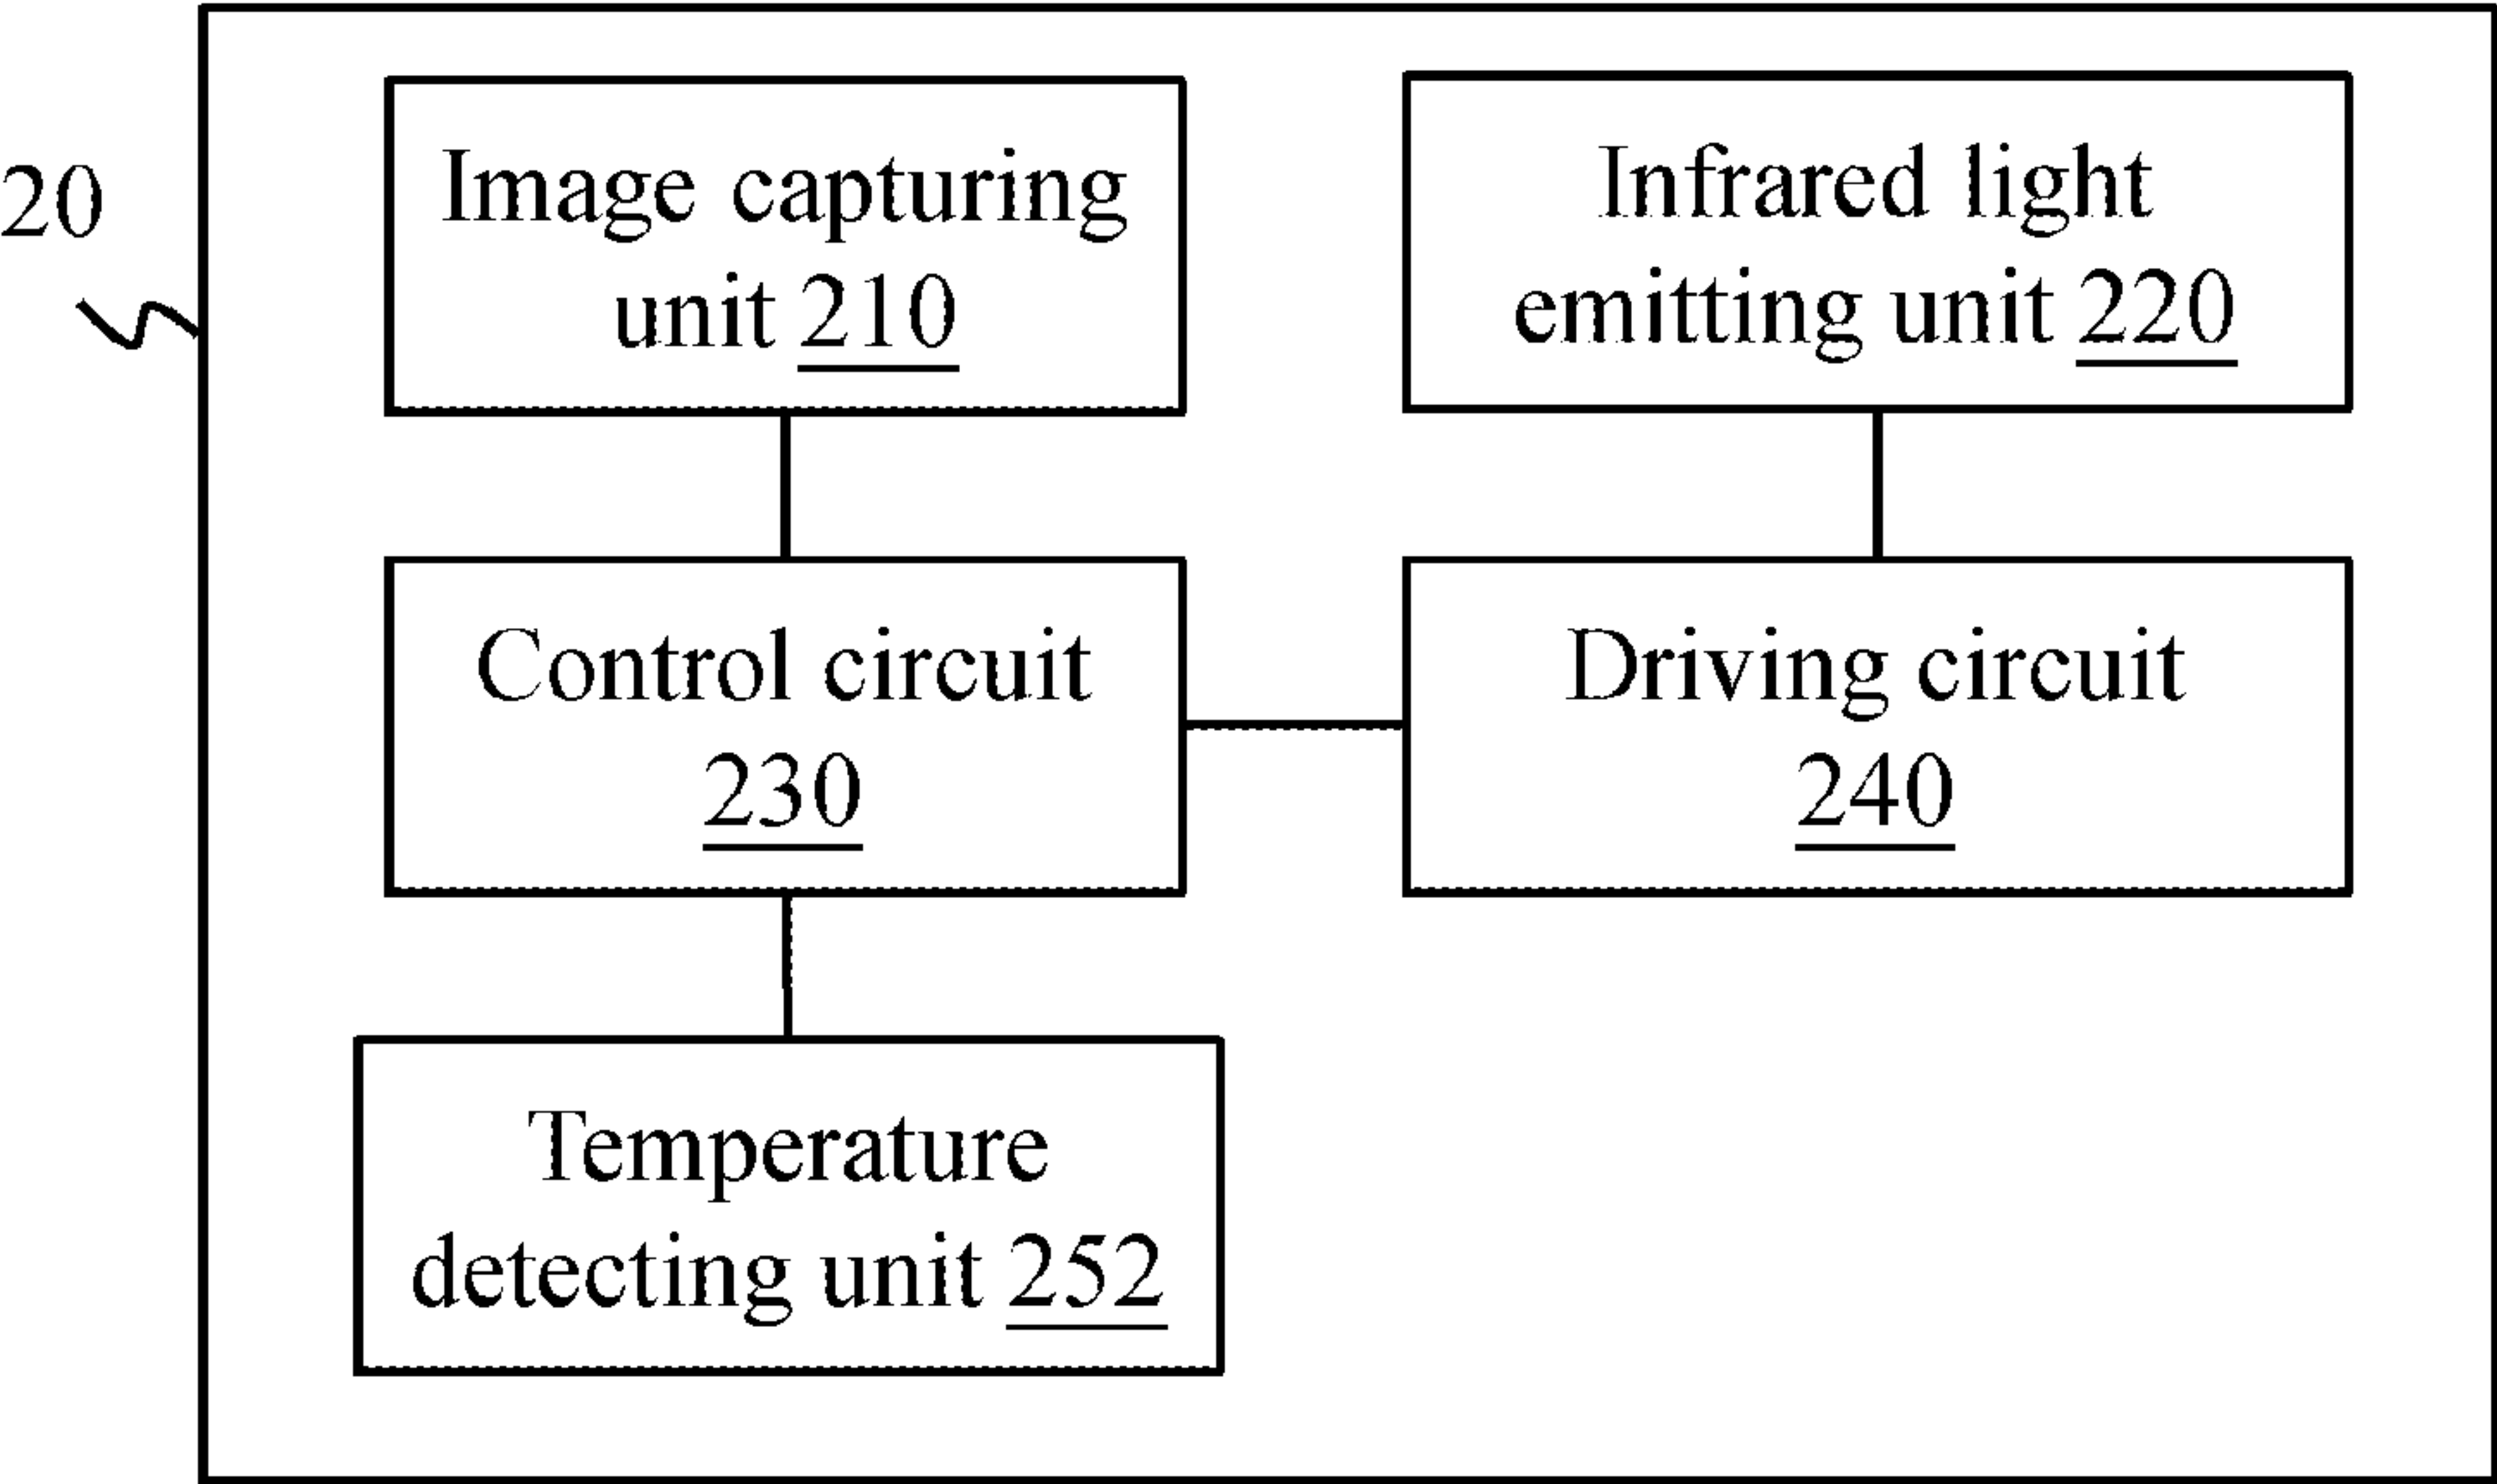 20
Image capturing
unit 210
Infrared light
emitting unit 220
Control circuit
230
Driving circuit
240
Temperature
detecting unit 252